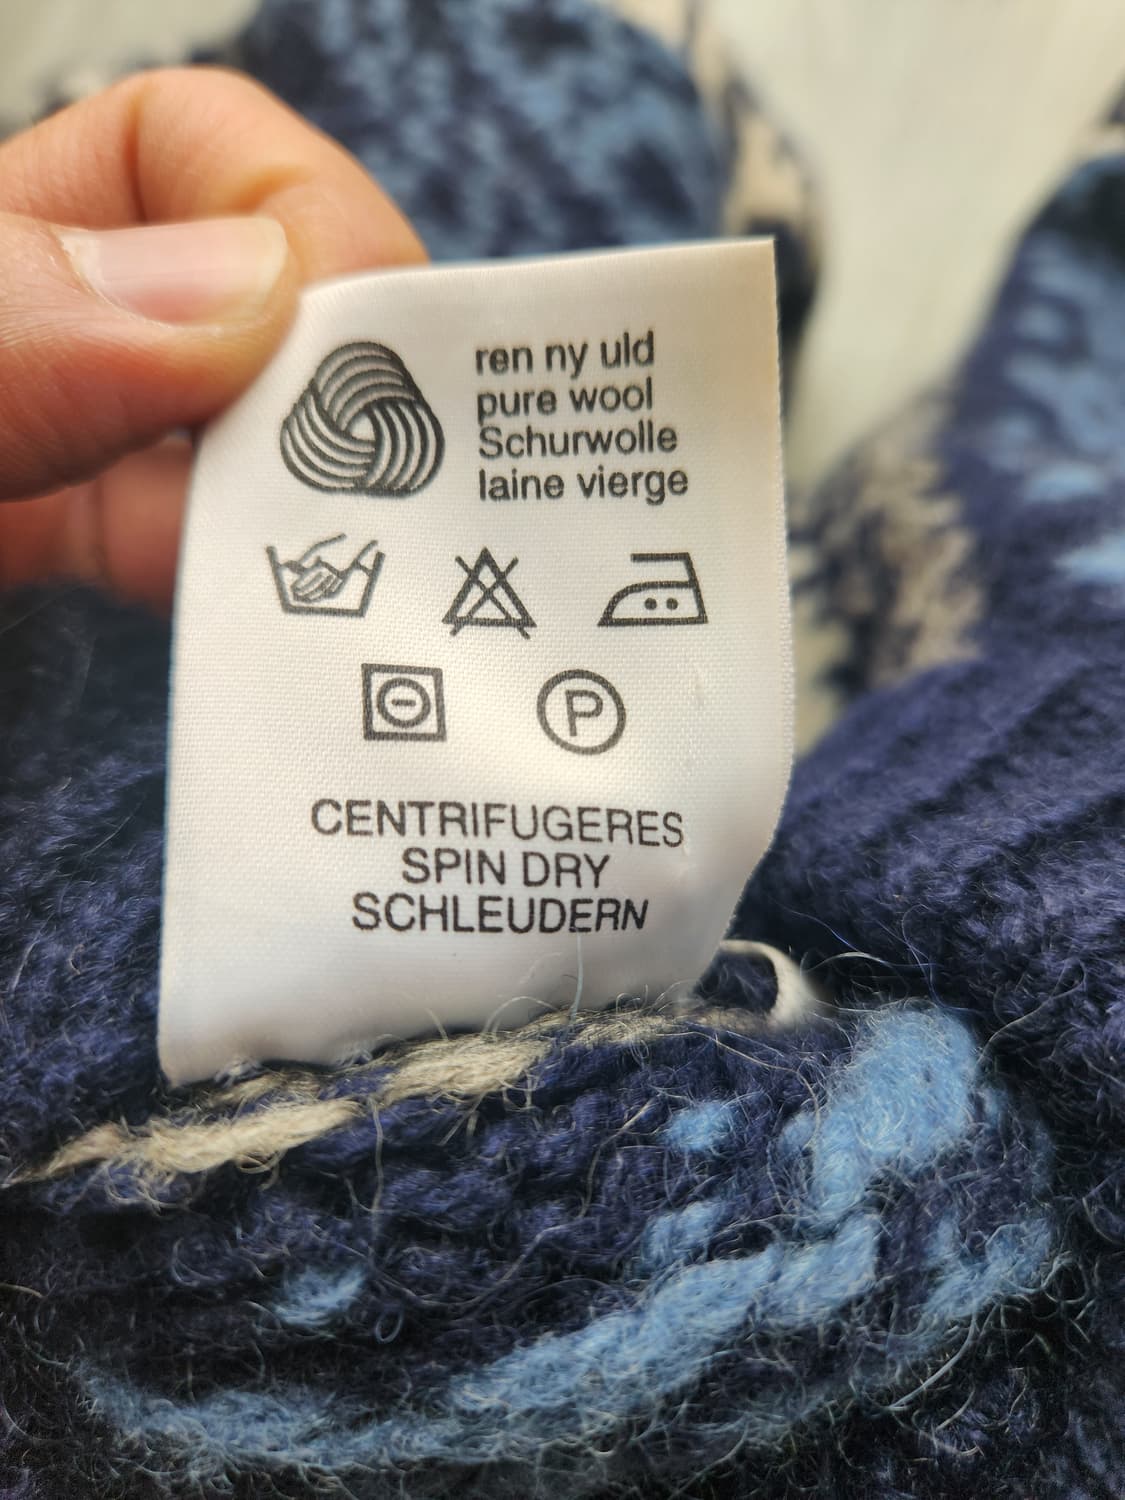 ren ny uld
pure wool
Schurwolle
laine vierge
P
CENTRIFUGERES
SPIN DRY
SCHLEUDERN